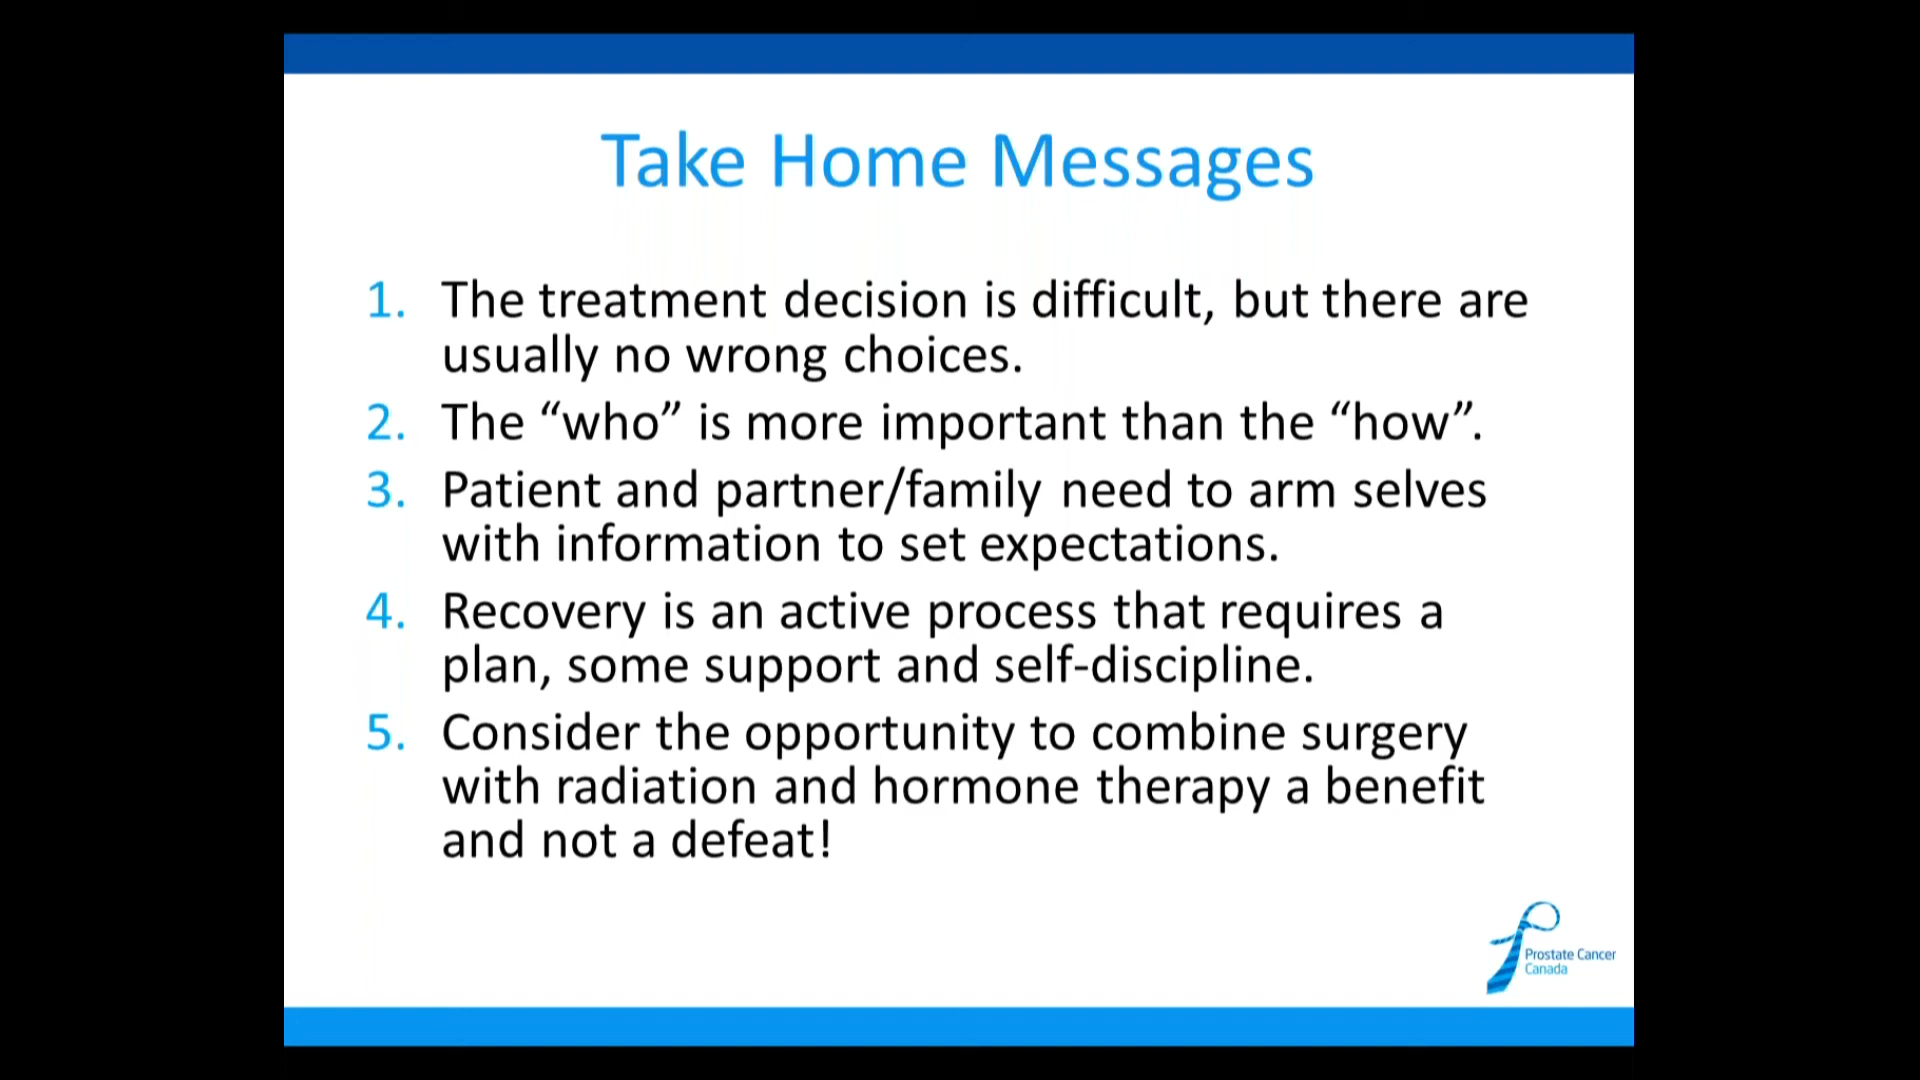 Take Home Messages
1. The treatment decision is difficult, but there are
usually no wrong choices.
2. The “who” is more important than the “how”.
3. Patient and partner/family need to arm selves
with information to set expectations.
4. Recovery is an active process that requires a
plan, some support and self-discipline.
5. Consider the opportunity to combine surgery
with radiation and hormone therapy a benefit
and not a defeat!
Prostate Cancer
Canada